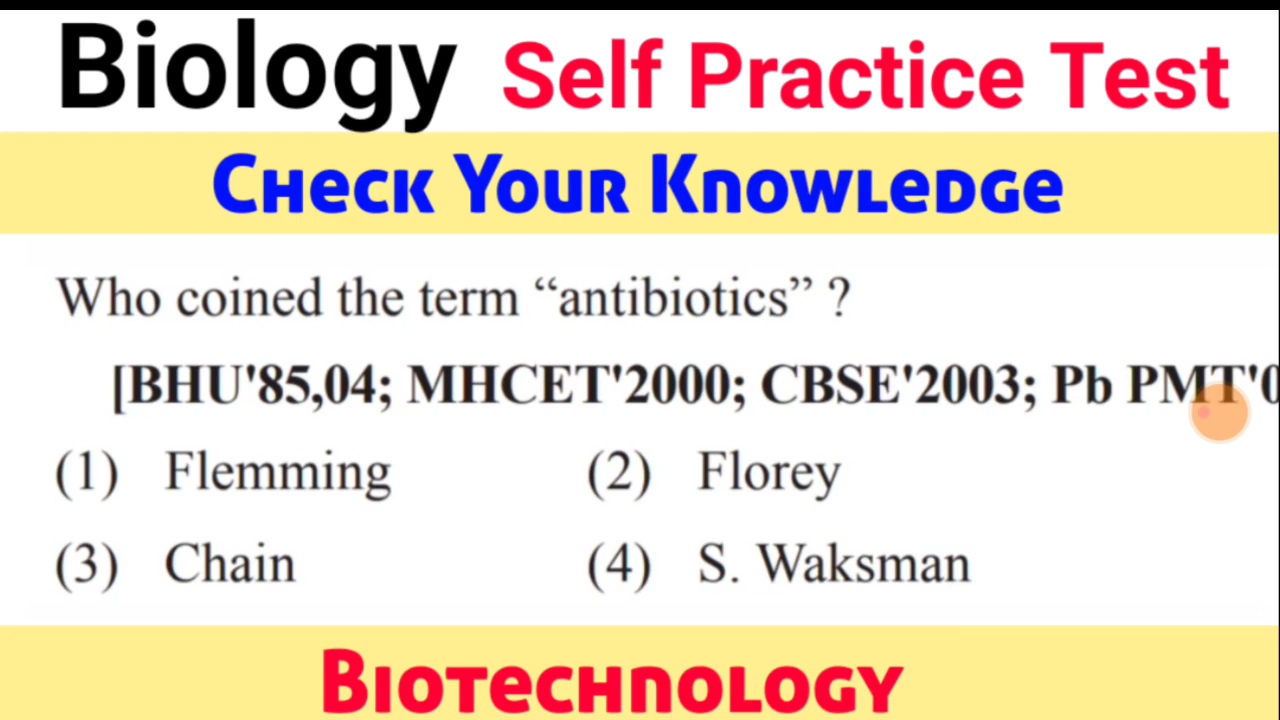 Biology Self Practice Test
Check Your Knowledge
Who coined the term “antibiotics” ?
[BHU'85,04; MHCET'2000; CBSE'2003; Pb PMT'0
(1) Flemming (2) Florey
(3) Chain (4) S. Waksman
Biotechnology